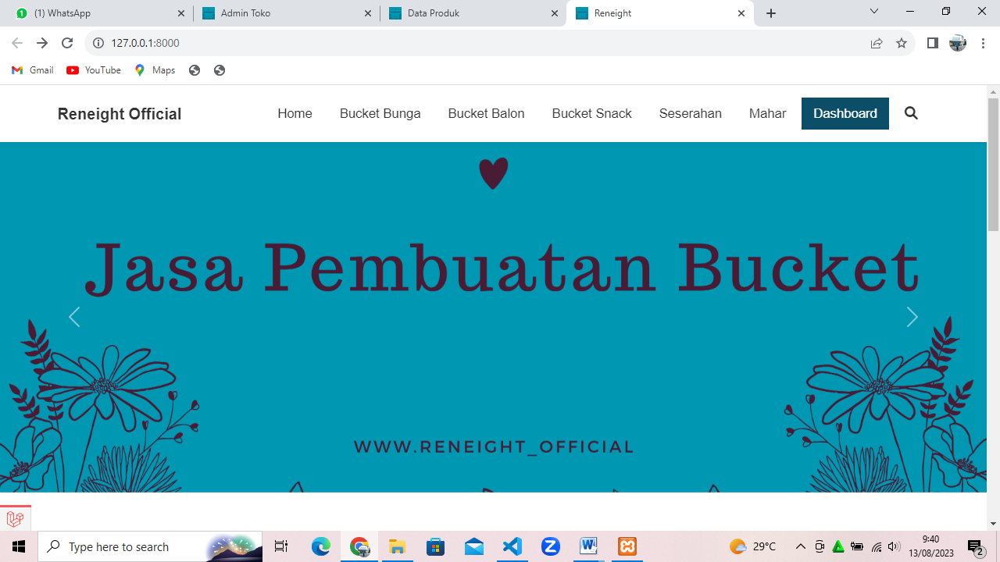 (1) WhatsApp
Admin Toko
Data Produk
Reneight
127.0.0.1:8000
Gmail
YouTube
Maps
Reneight Official
Home
Bucket Bunga
Bucket Balon
Bucket Snack
Seserahan
Mahar
Dashboard
Jasa Pembuatan Bucket
WWW.RENEIGHT_OFFICIAL
Type here to search
29°C
9:40
13/08/2023
2